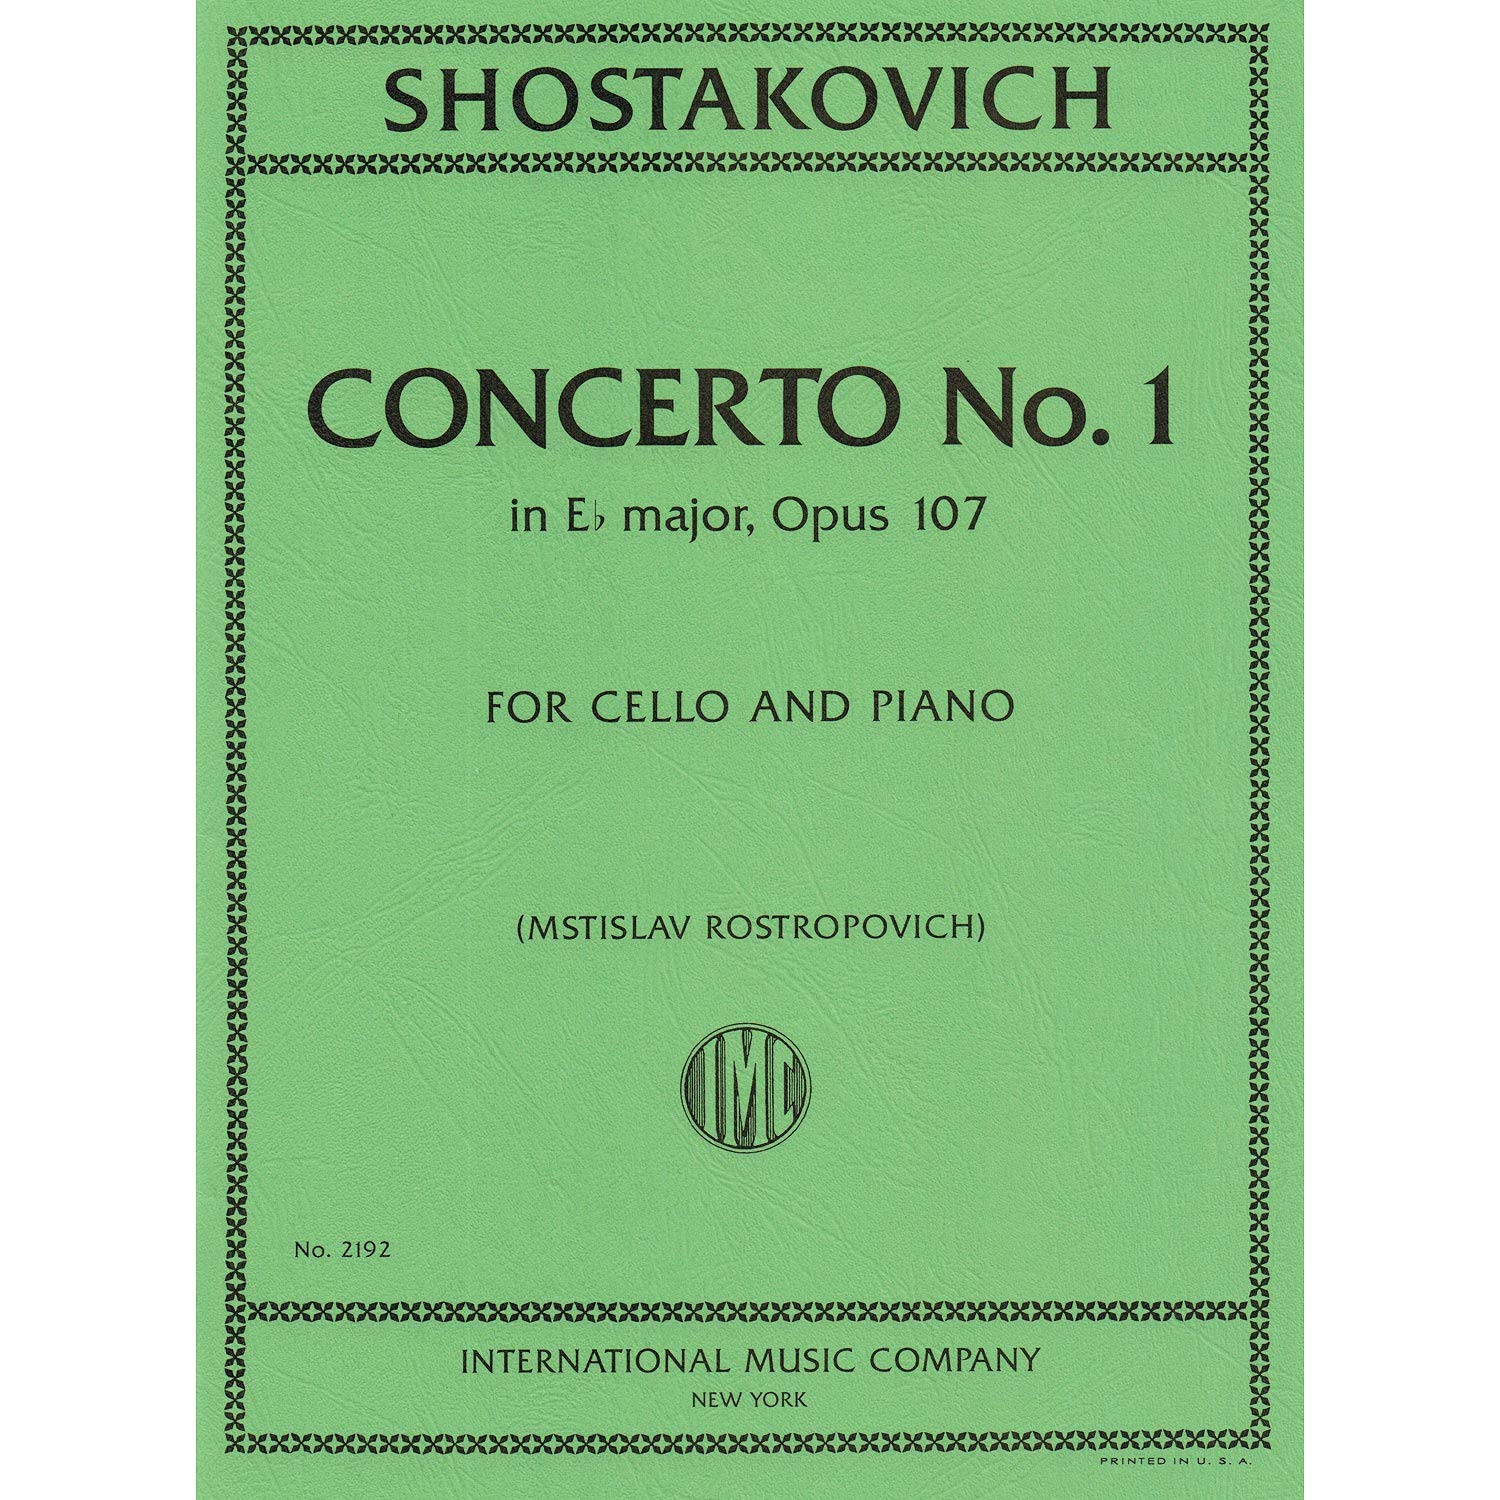 SHOSTAKOVICH
CONCERTO No. 1
in E♭ major, Opus 107
FOR CELLO AND PIANO
(MSTISLAV ROSTROPOVICH)
IMC
No. 2192
INTERNATIONAL MUSIC COMPANY
NEW YORK
PRINTED IN U. S. A.